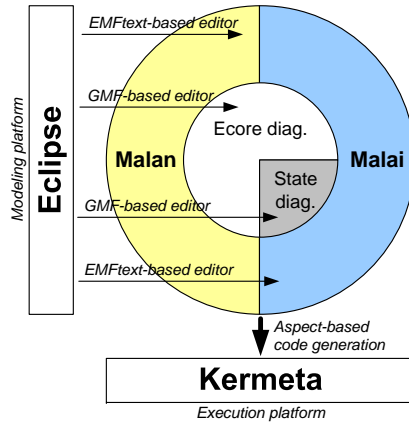 EMFtext-based editor
GMF-based editor
Ecore diag.
Modeling platform
Eclipse
Malan
Malai
State
diag.
GMF-based editor
EMFtext-based editor
Aspect-based
code generation
Kermeta
Execution platform